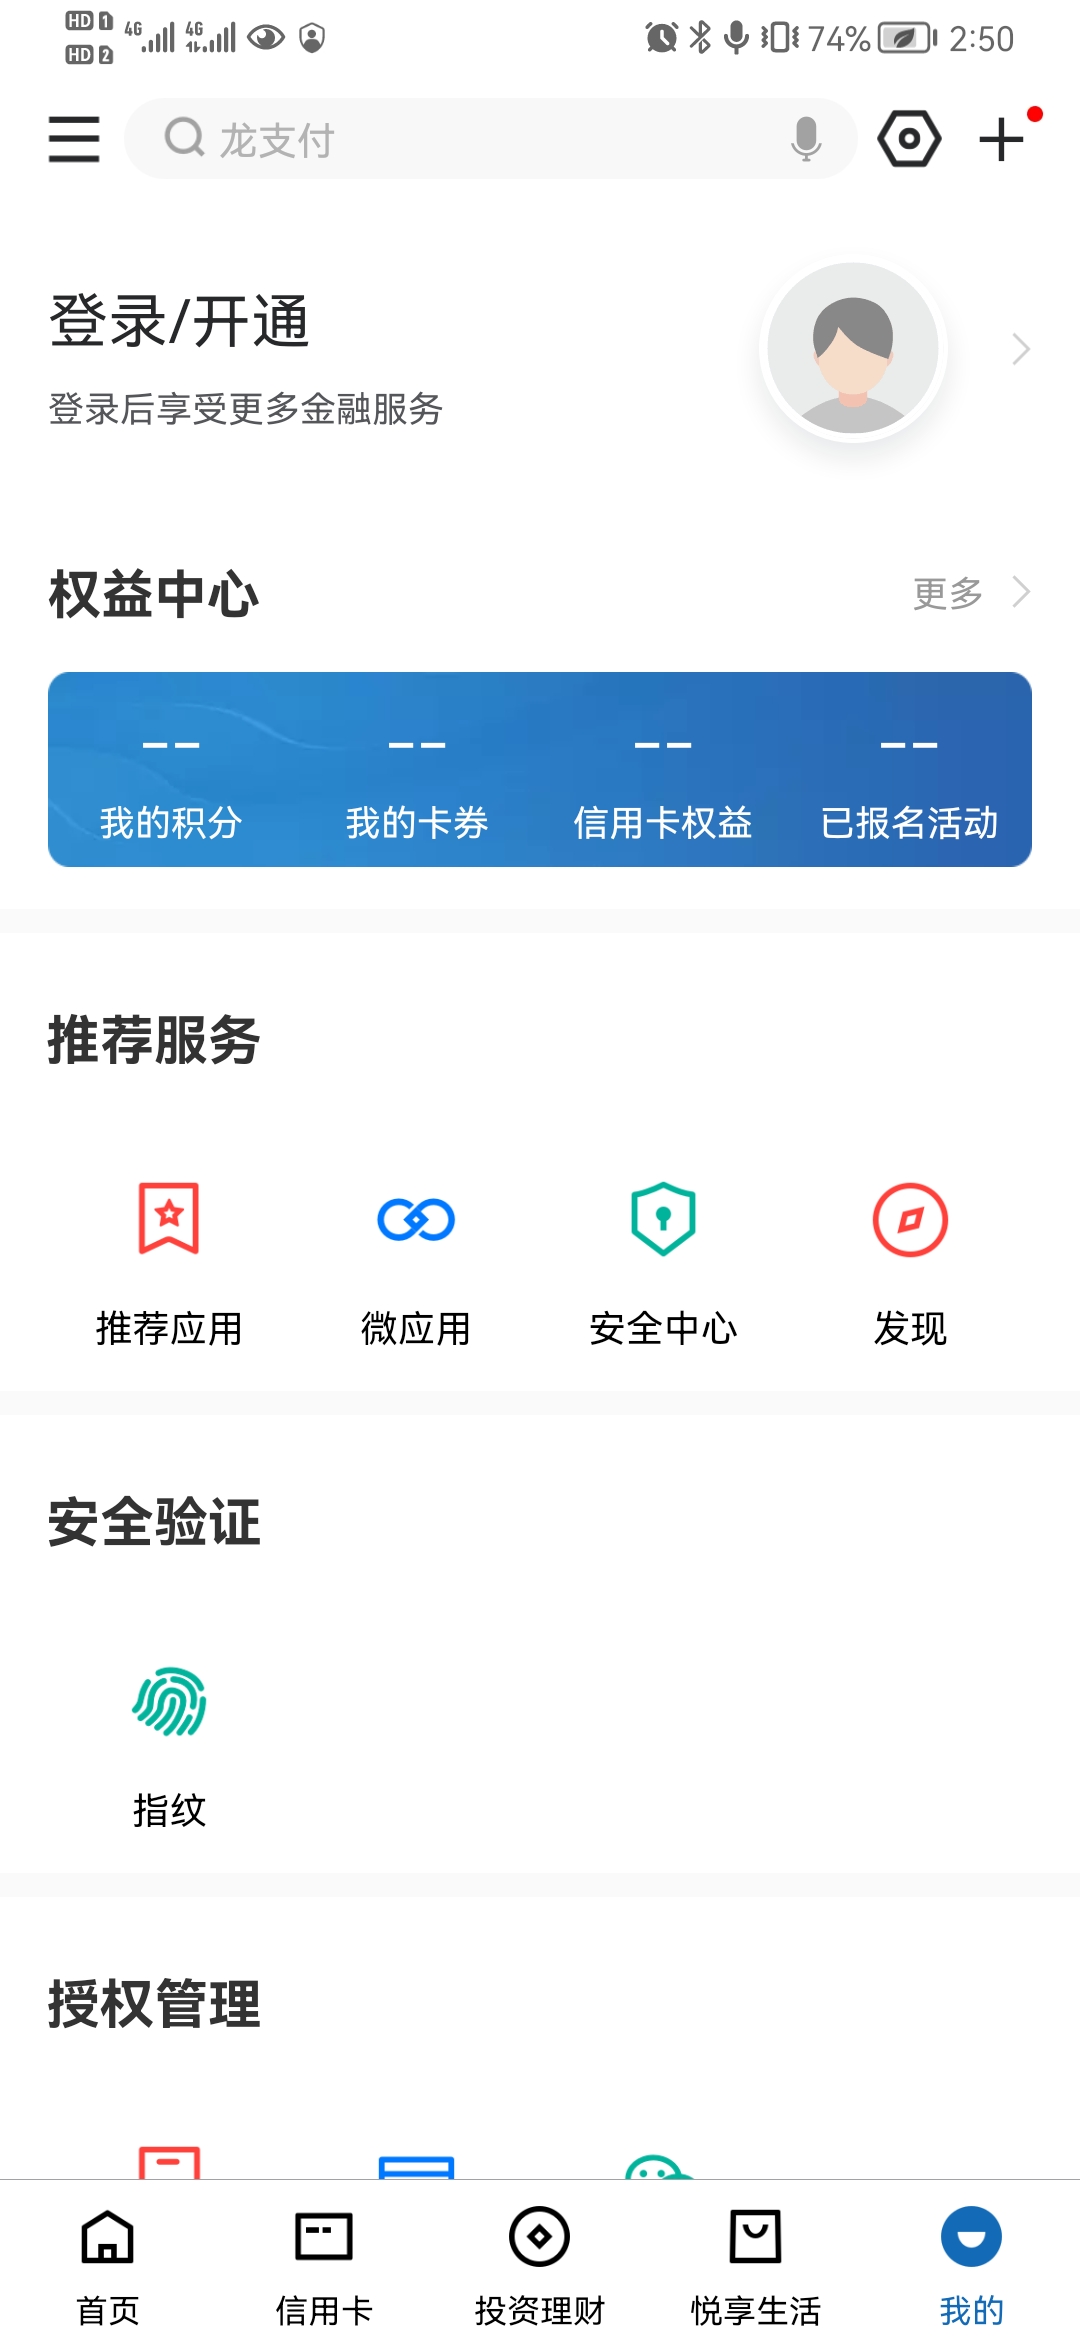 HD 1 4G 4G 74% 2:50
HD 2
龙支付
登录/开通
登录后享受更多金融服务
权益中心 更多
-- -- -- --
我的积分 我的卡券 信用卡权益 已报名活动
推荐服务
推荐应用 微应用 安全中心 发现
安全验证
指纹
授权管理
首页 信用卡 投资理财 悦享生活 我的